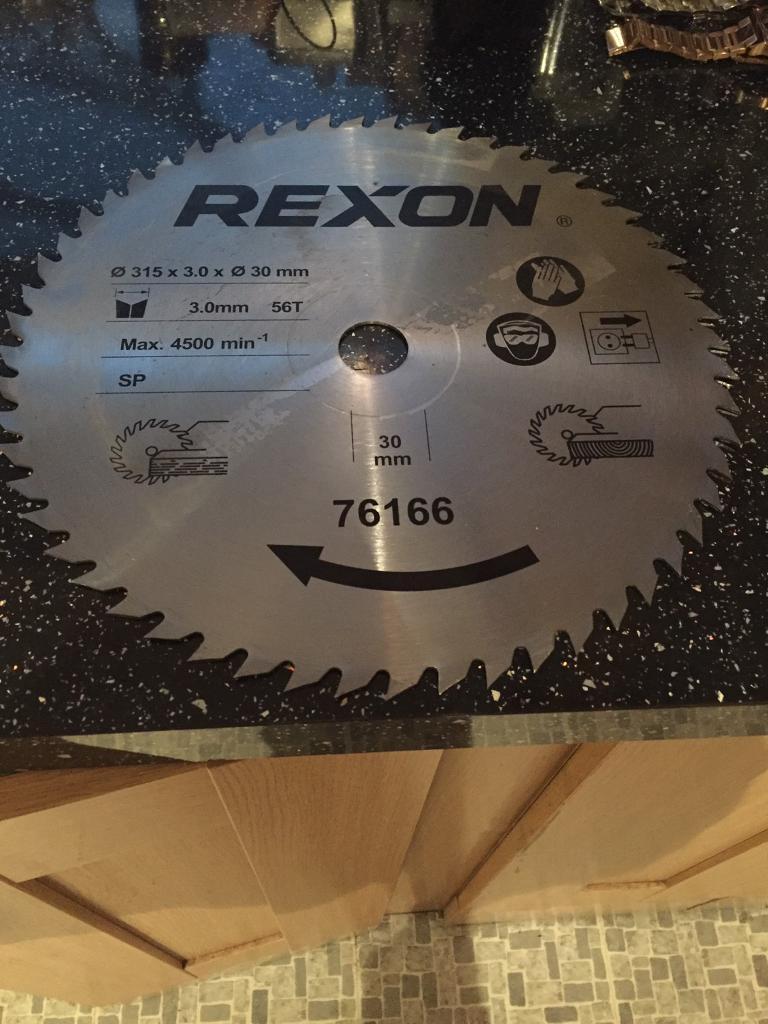 REXON ®
Ø 315 x 3.0 x Ø 30 mm
3.0mm 56T
Max. 4500 min⁻¹
SP
30
mm
76166